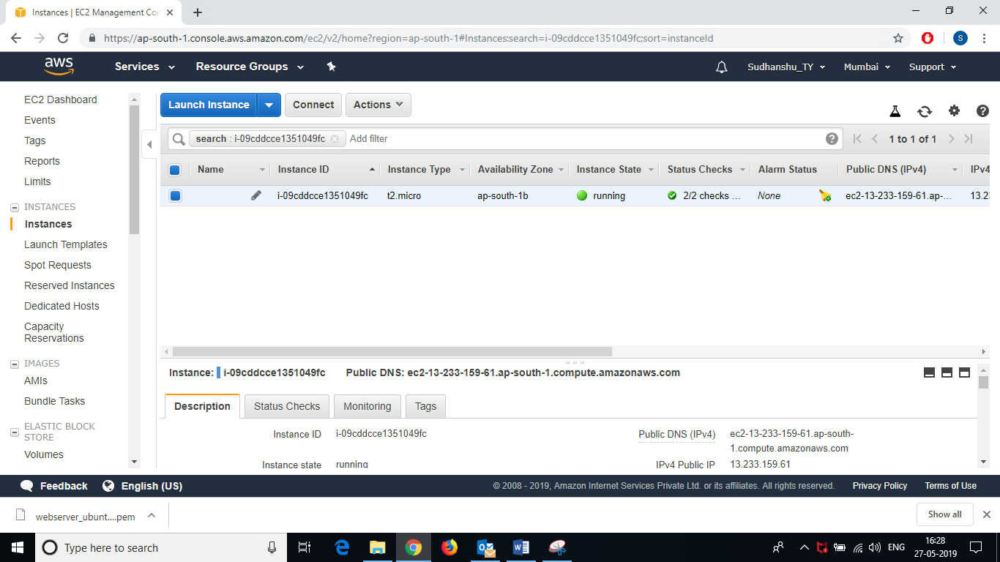 Instances | EC2 Management Con
https://ap-south-1.console.aws.amazon.com/ec2/v2/home?region=ap-south-1#Instances:search=i-09cddcce1351049fc;sort=instanceId
S
aws
Services
Resource Groups
Sudhanshu_TY
Mumbai
Support
EC2 Dashboard
Events
Tags
Reports
Limits
INSTANCES
Instances
Launch Templates
Spot Requests
Reserved Instances
Dedicated Hosts
Capacity
Reservations
IMAGES
AMIs
Bundle Tasks
ELASTIC BLOCK
STORE
Volumes
Launch Instance
Connect
Actions
search : i-09cddcce1351049fc
Add filter
1 to 1 of 1
Name Instance ID Instance Type Availability Zone Instance State Status Checks Alarm Status Public DNS (IPv4) IPv4
i-09cddcce1351049fc t2.micro ap-south-1b running 2/2 checks ... None ec2-13-233-159-61.ap-... 13.23
Instance: i-09cddcce1351049fc Public DNS: ec2-13-233-159-61.ap-south-1.compute.amazonaws.com
Description Status Checks Monitoring Tags
Instance ID i-09cddcce1351049fc
Public DNS (IPv4) ec2-13-233-159-61.ap-south-
1.compute.amazonaws.com
Instance state running
IPv4 Public IP 13.233.159.61
Feedback English (US)
© 2008 - 2019, Amazon Internet Services Private Ltd. or its affiliates. All rights reserved. Privacy Policy Terms of Use
webserver_ubunt....pem
Show all
Type here to search
ENG
16:28
27-05-2019